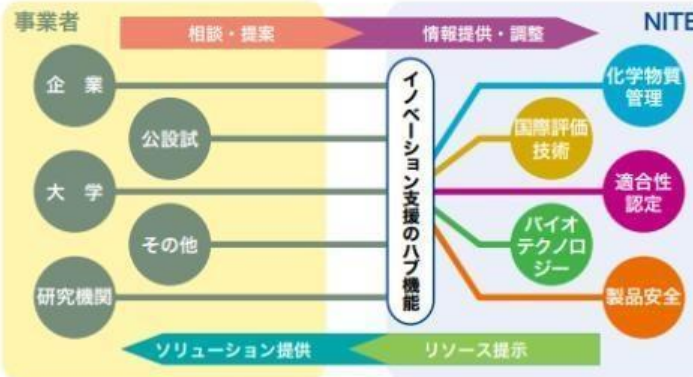 事業者
相談・提案
情報提供・調整
NITE
企 業
公設試
大 学
その他
研究機関
イノベーション支援のハブ機能
化学物質
管理
国際評価
技術
適合性
認定
バイオ
テクノロ
ジー
製品安全
ソリューション提供
リソース提示